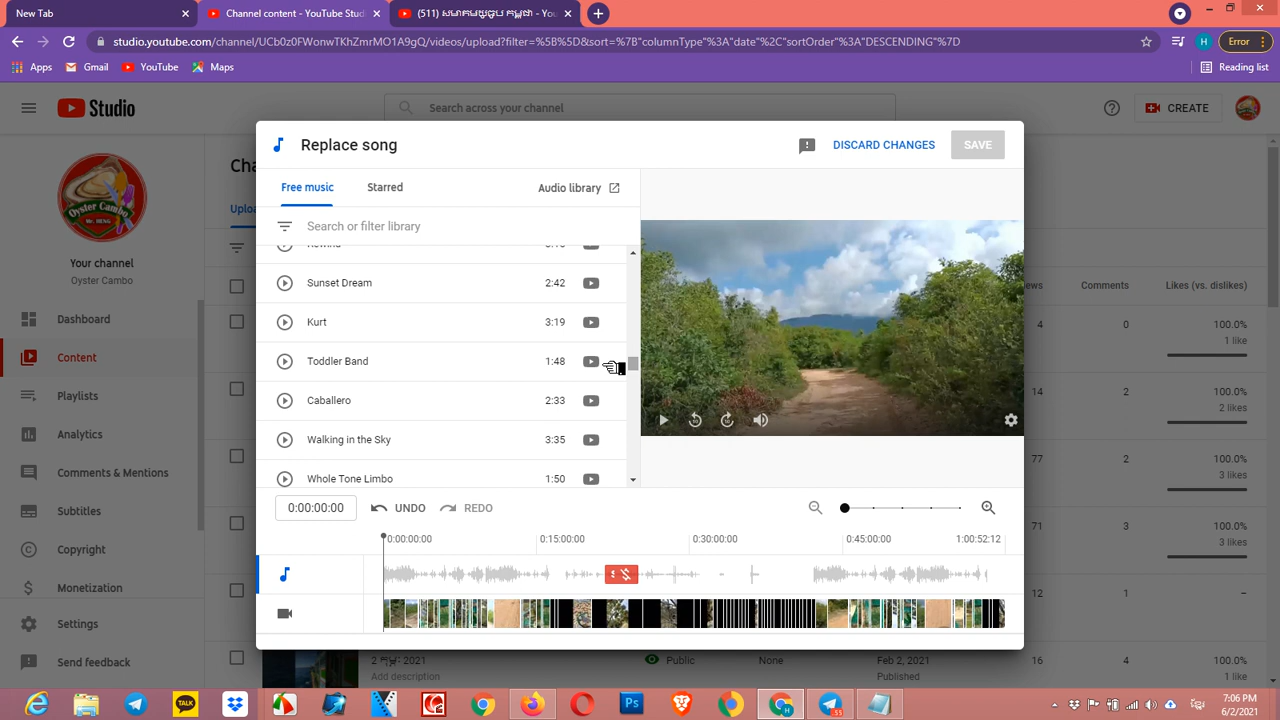 New Tab
Channel content - YouTube Studio
(511)
studio.youtube.com/channel/UCb0z0FWonwTKhZmrMO1A9gQ/videos/upload?filter=%5B%5D&sort=%7B"columnType"%3A"date"%2C"sortOrder"%3A"DESCENDING"%7D
H
Error
Apps
Gmail
YouTube
Maps
Reading list
Studio
Search across your channel
CREATE
Replace song
DISCARD CHANGES
SAVE
Free music
Starred
Audio library
Search or filter library
Rewind
Sunset Dream 2:42
Kurt 3:19
Toddler Band 1:48
Caballero 2:33
Walking in the Sky 3:35
Whole Tone Limbo 1:50
0:00:00:00
UNDO
REDO
0:00:00:00
0:15:00:00
0:30:00:00
0:45:00:00
1:00:52:12
Oyster Cambo
Your channel
Oyster Cambo
Dashboard
Content
Playlists
Analytics
Comments & Mentions
Subtitles
Copyright
Monetization
Settings
Send feedback
Comments
Likes (vs. dislikes)
4 0 100.0%
1 like
14 2 100.0%
2 likes
77 2 100.0%
3 likes
71 3 100.0%
3 likes
12 1 –
2021
Add description
Public
None
Feb 2, 2021
16 4 100.0%
TALK
Ps
7:06 PM
6/2/2021